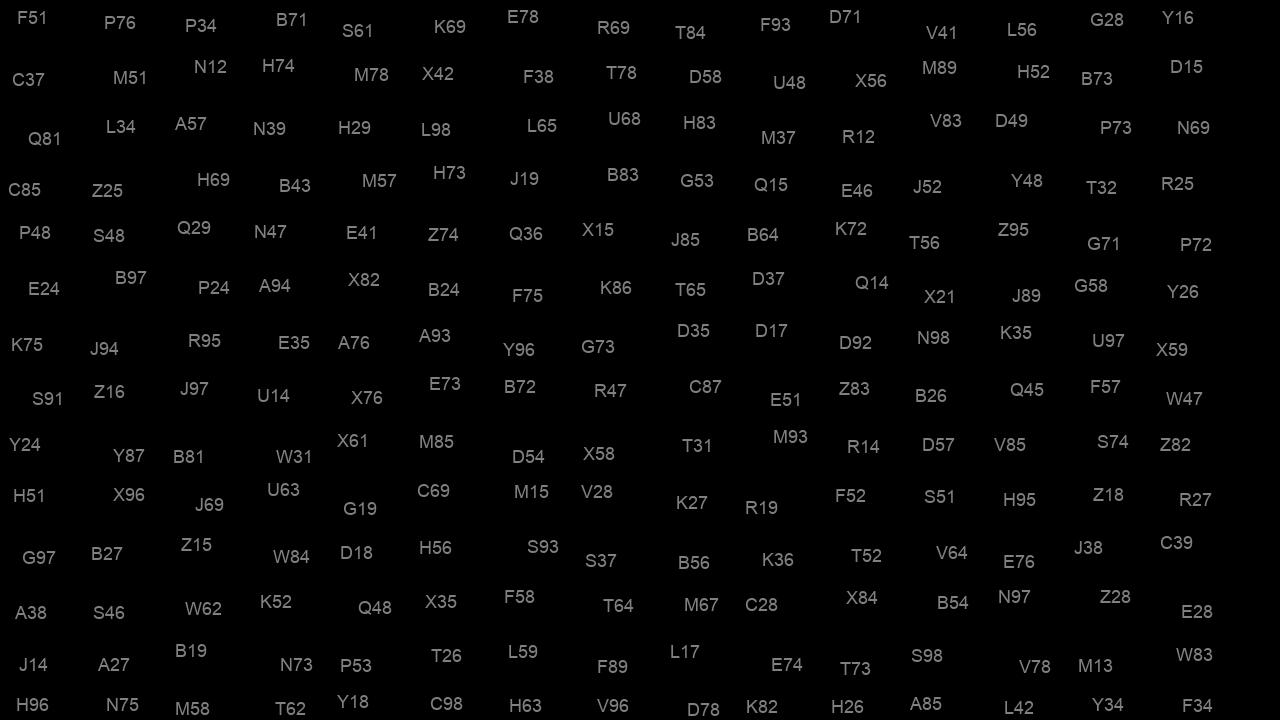 F51 P76 P34 B71 S61 K69 E78 R69 T84 F93 D71 V41 L56 G28 Y16
C37 M51 N12 H74 M78 X42 F38 T78 D58 U48 X56 M89 H52 B73 D15
Q81 L34 A57 N39 H29 L98 L65 U68 H83 M37 R12 V83 D49 P73 N69
C85 Z25 H69 B43 M57 H73 J19 B83 G53 Q15 E46 J52 Y48 T32 R25
P48 S48 Q29 N47 E41 Z74 Q36 X15 J85 B64 K72 T56 Z95 G71 P72
E24 B97 P24 A94 X82 B24 F75 K86 T65 D37 Q14 X21 J89 G58 Y26
K75 J94 R95 E35 A76 A93 Y96 G73 D35 D17 D92 N98 K35 U97 X59
S91 Z16 J97 U14 X76 E73 B72 R47 C87 E51 Z83 B26 Q45 F57 W47
Y24 Y87 B81 W31 X61 M85 D54 X58 T31 M93 R14 D57 V85 S74 Z82
H51 X96 J69 U63 G19 C69 M15 V28 K27 R19 F52 S51 H95 Z18 R27
G97 B27 Z15 W84 D18 H56 S93 S37 B56 K36 T52 V64 E76 J38 C39
A38 S46 W62 K52 Q48 X35 F58 T64 M67 C28 X84 B54 N97 Z28 E28
J14 A27 B19 N73 P53 T26 L59 F89 L17 E74 T73 S98 V78 M13 W83
H96 N75 M58 T62 Y18 C98 H63 V96 D78 K82 H26 A85 L42 Y34 F34